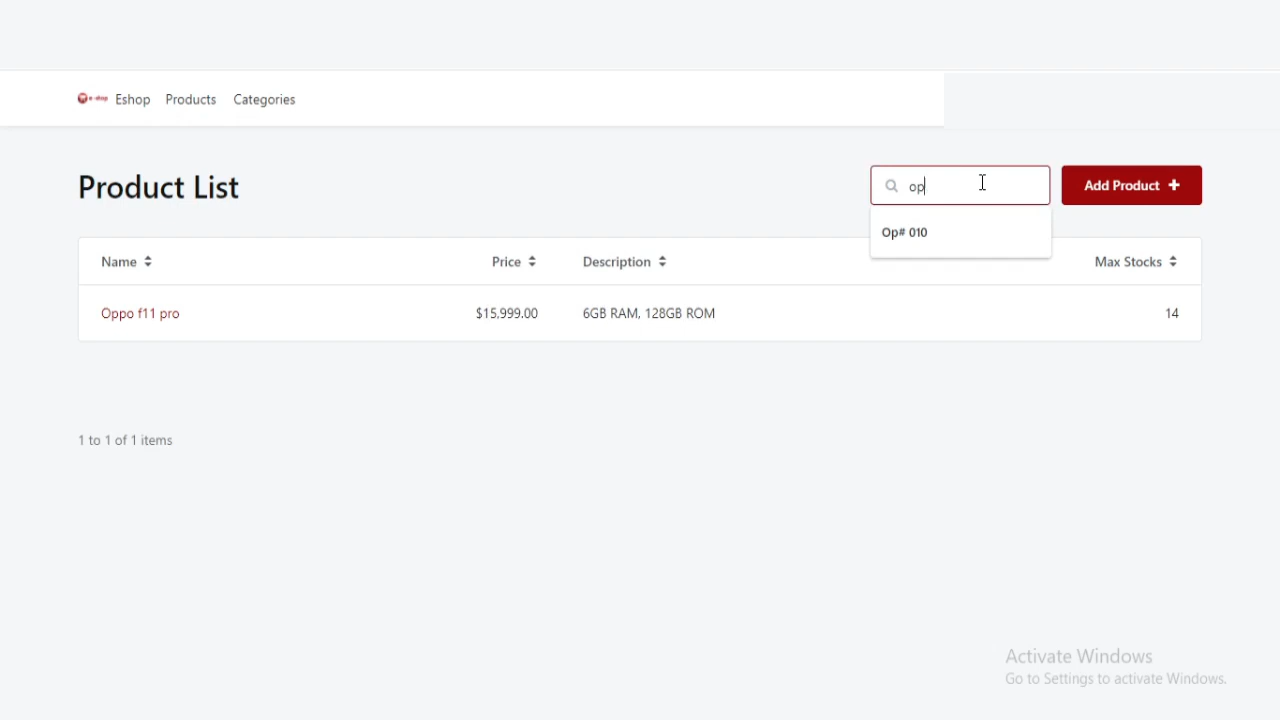 Eshop Products Categories
Product List
op
Add Product +
Op# 010
Name Price Description Max Stocks
Oppo f11 pro $15,999.00 6GB RAM, 128GB ROM 14
1 to 1 of 1 items
Activate Windows
Go to Settings to activate Windows.